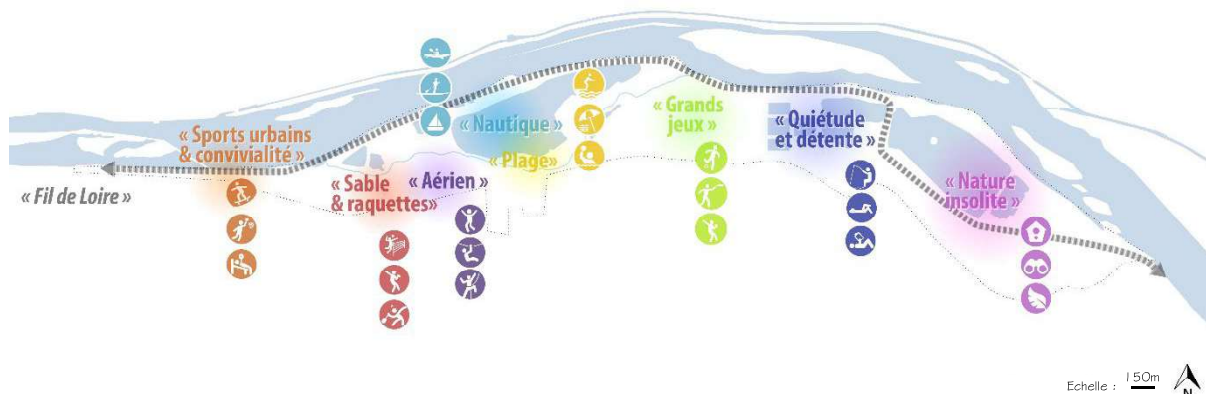 « Sports urbains
& convivialité »
« Fil de Loire »
« Sable
& raquettes»
« Aérien »
« Nautique »
« Plage»
« Grands
jeux »
« Quiétude
et détente »
« Nature
insolite »
Echelle : 150m
N